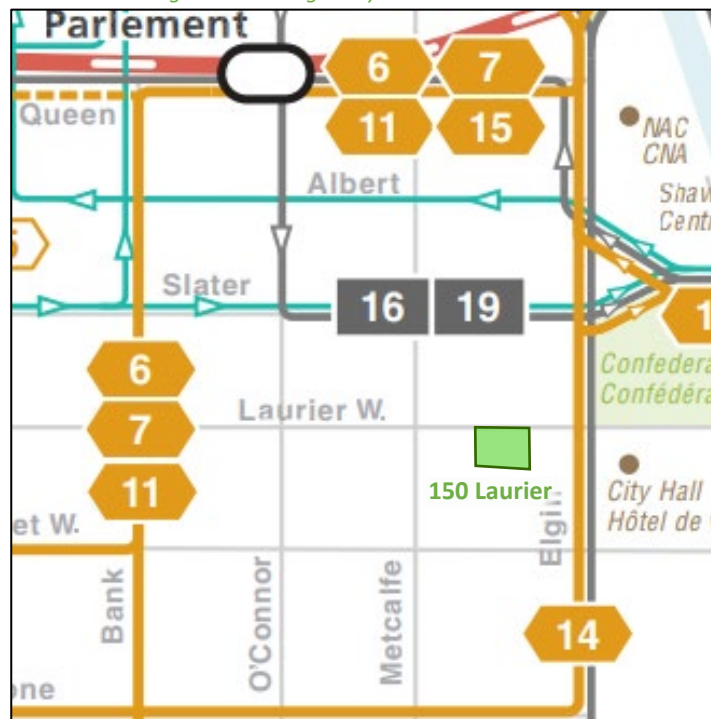 Parlement
6 7
11 15
Queen
NAC
CNA
Albert
Slater
16 19
6
7
11
Laurier W.
150 Laurier
City Hall
Elgin
Bank
O'Connor
Metcalfe
14